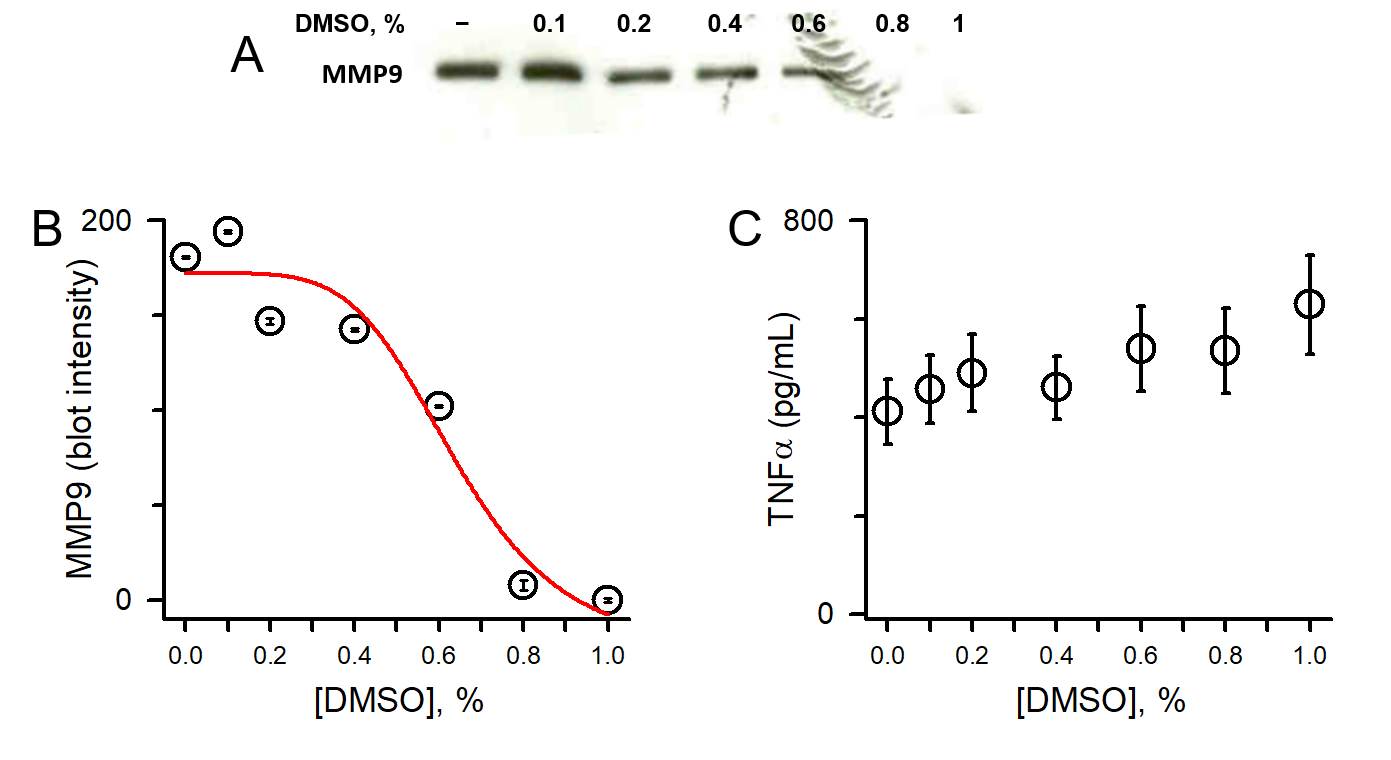 DMSO, % – 0.1 0.2 0.4 0.6 0.8 1
A
MMP9
B
200
0
MMP9 (blot intensity)
0.0 0.2 0.4 0.6 0.8 1.0
[DMSO], %
C
800
0
TNFα (pg/mL)
0.0 0.2 0.4 0.6 0.8 1.0
[DMSO], %